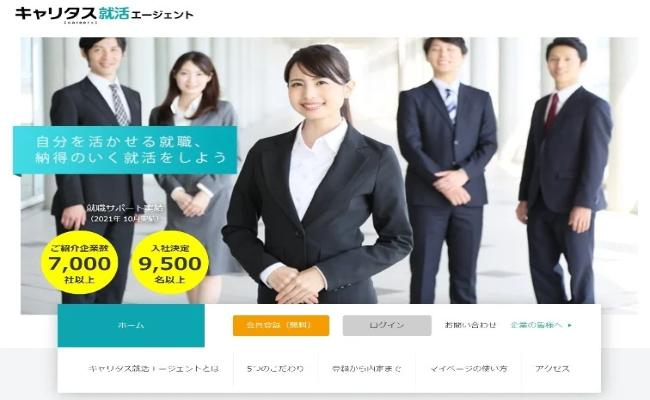 キャリタス就活エージェント
[careers]
自分を活かせる就職、
納得のいく就活をしよう
就職サポート実績
（2021年 10月実績）
ご紹介企業数
7,000
社以上
入社決定
9,500
名以上
ホーム
会員登録（無料）
ログイン
お問い合わせ
企業の皆様へ
キャリタス就活エージェントとは
5つのこだわり
登録から内定まで
マイページの使い方
アクセス